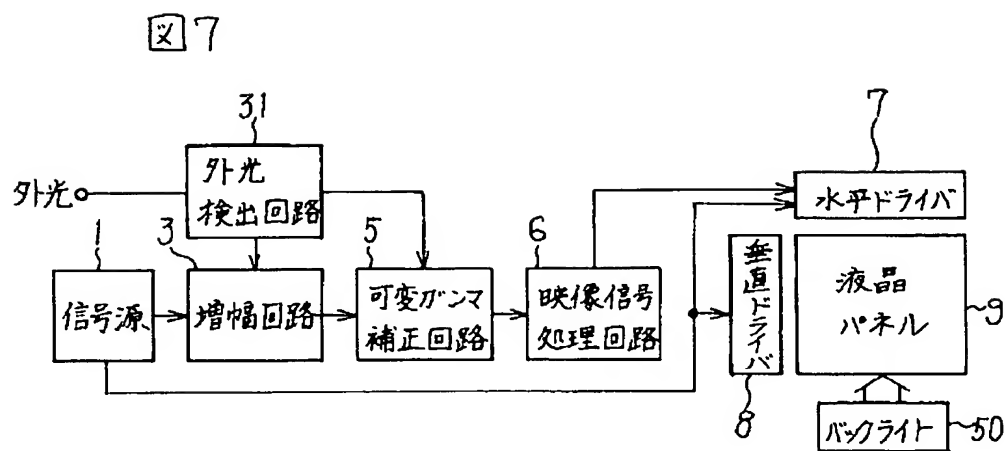 図7
31
外光
外光
検出回路
7
水平ドライバ
1
信号源
3
増幅回路
5
可変ガンマ
補正回路
6
映像信号
処理回路
垂直ドライバ
8
液晶
パネル
9
バックライト
50